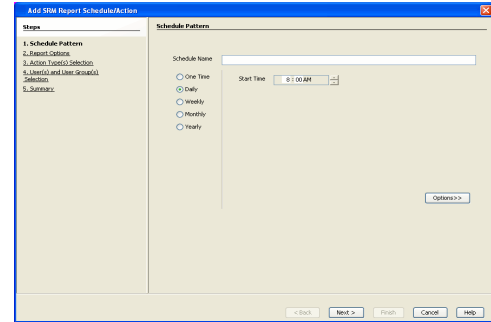 Add SRM Report Schedule/Action
Steps
1. Schedule Pattern
2. Report Options
3. Action Type(s) Selection
4. User(s) and User Group(s)
Selection
5. Summary
Schedule Pattern
Schedule Name
One Time
Daily
Weekly
Monthly
Yearly
Start Time
8 : 00 AM
Options>>
< Back
Next >
Finish
Cancel
Help